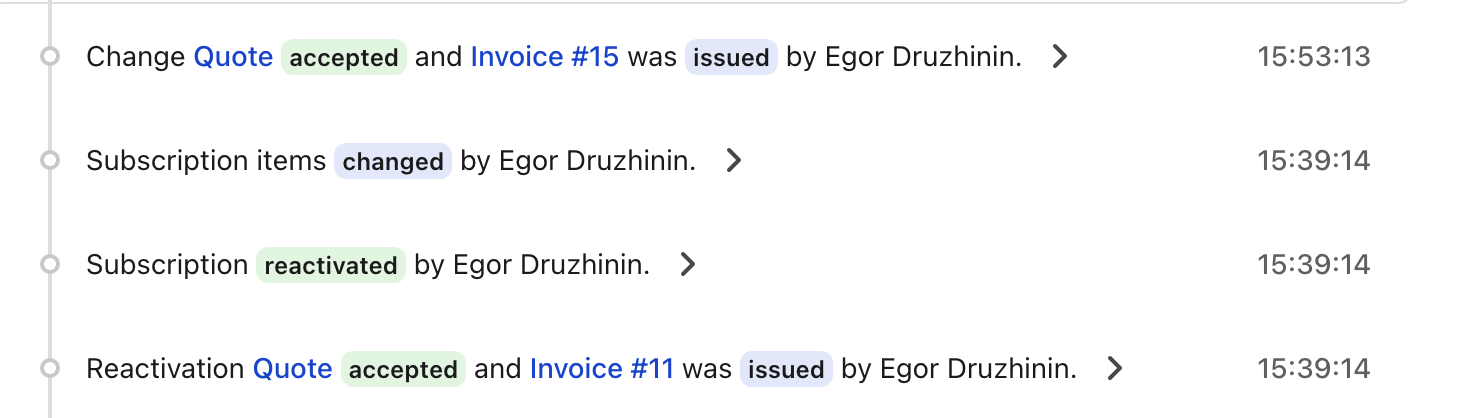 Change Quote accepted and Invoice #15 was issued by Egor Druzhinin. 15:53:13
Subscription items changed by Egor Druzhinin. 15:39:14
Subscription reactivated by Egor Druzhinin. 15:39:14
Reactivation Quote accepted and Invoice #11 was issued by Egor Druzhinin. 15:39:14